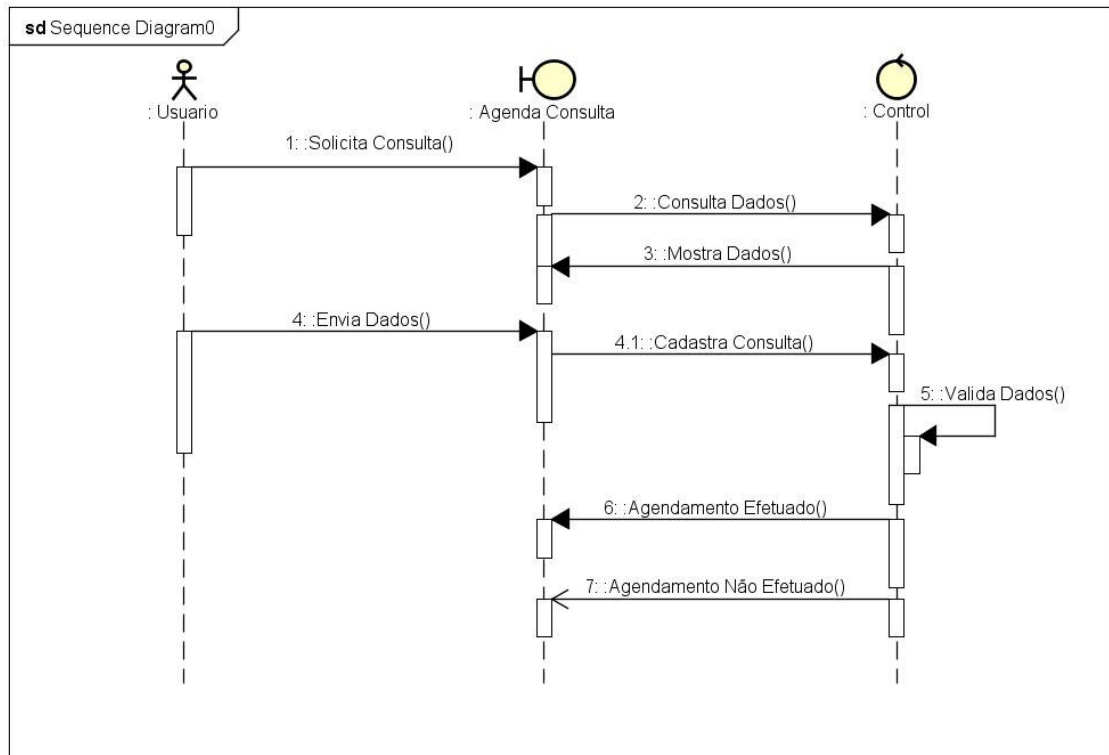 sd Sequence Diagram0
: Usuario
: Agenda Consulta
: Control
1: :Solicita Consulta()
2: :Consulta Dados()
3: :Mostra Dados()
4: :Envia Dados()
4.1: :Cadastra Consulta()
5: :Valida Dados()
6: :Agendamento Efetuado()
7: :Agendamento Não Efetuado()